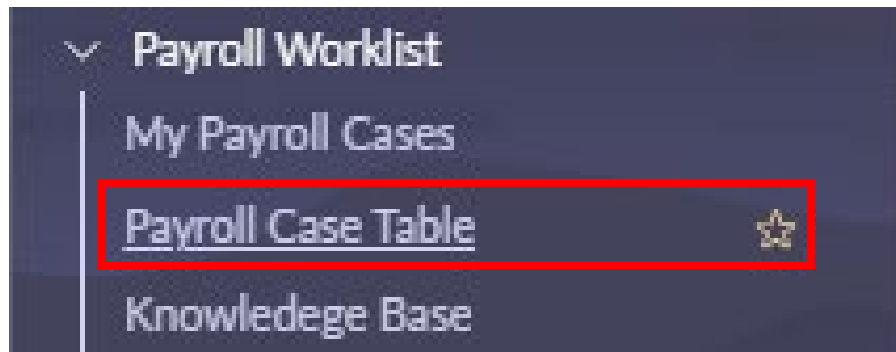 Payroll Worklist
My Payroll Cases
Payroll Case Table
Knowledege Base